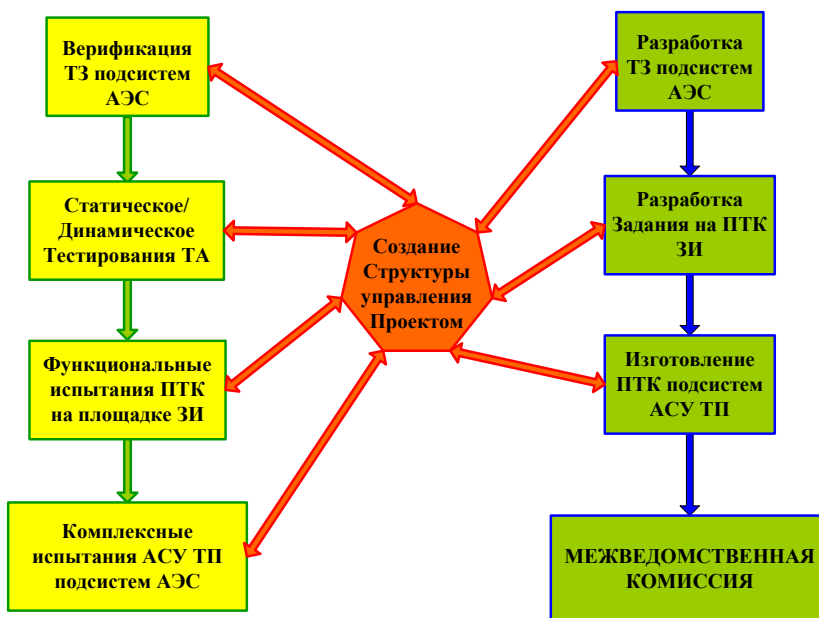 Верификация
ТЗ подсистем
АЭС
Статическое/
Динамическое
Тестирования ТА
Функциональные
испытания ПТК
на площадке ЗИ
Комплексные
испытания АСУ ТП
подсистем АЭС
Создание
Структуры
управления
Проектом
Разработка
ТЗ подсистем
АЭС
Разработка
Задания на ПТК
ЗИ
Изготовление
ПТК подсистем
АСУ ТП
МЕЖВЕДОМСТВЕННАЯ
КОМИССИЯ